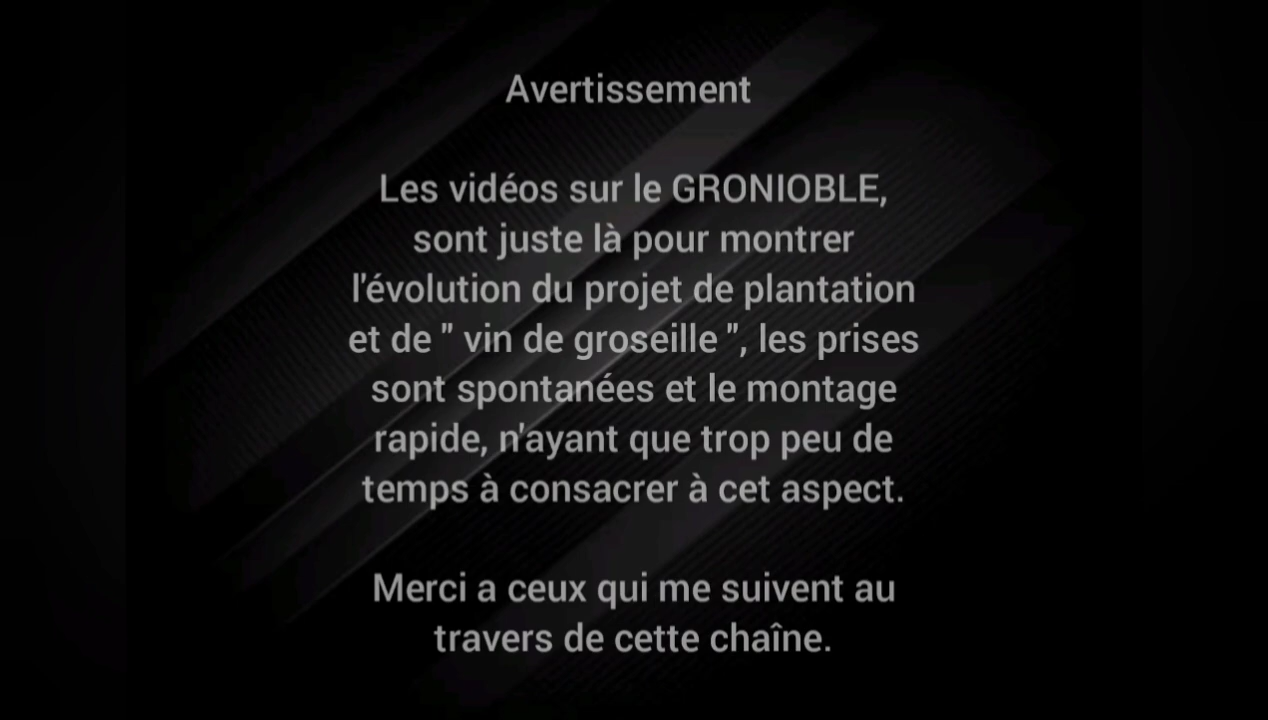 Avertissement
Les vidéos sur le GRONIOBLE,
sont juste là pour montrer
l'évolution du projet de plantation
et de " vin de groseille ", les prises
sont spontanées et le montage
rapide, n'ayant que trop peu de
temps à consacrer à cet aspect.
Merci a ceux qui me suivent au
travers de cette chaîne.